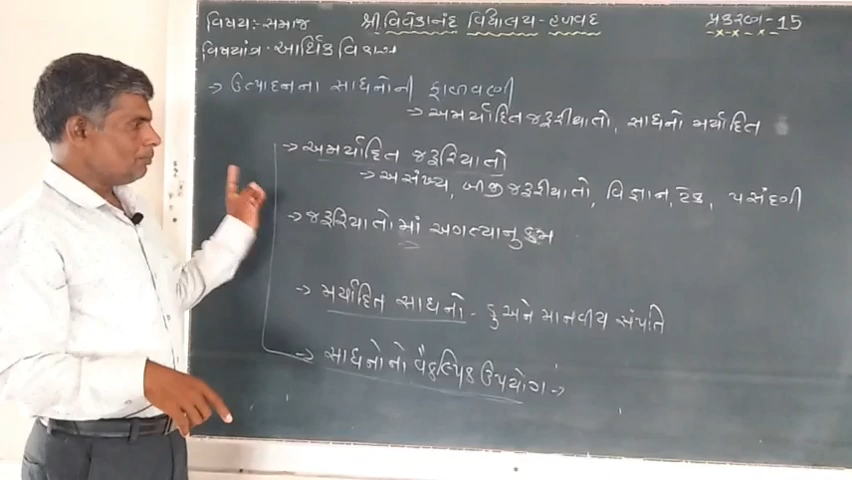 વિષય:- સમાજ શ્રી વિવેકાનંદ વિદ્યાલય - હળવદ પ્રકરણ - 15
વિષયાંગ : આર્થિક વિકાસ
→ ઉત્પાદનના સાધનોની ફાળવણી
→ અમર્યાદિત જરૂરીયાતો, સાધનો મર્યાદિત
→ અમર્યાદિત જરૂરિયાતો
→ અસંખ્ય, બીજી જરૂરીયાતો, વિજ્ઞાન, ટેક, પસંદગી
→ જરૂરિયાતોમાં અગત્યાનુક્રમ
→ મર્યાદિત સાધનો - કુ અને માનવીય સંપતિ
→ સાધનોનો વૈકલ્પિક ઉપયોગ →